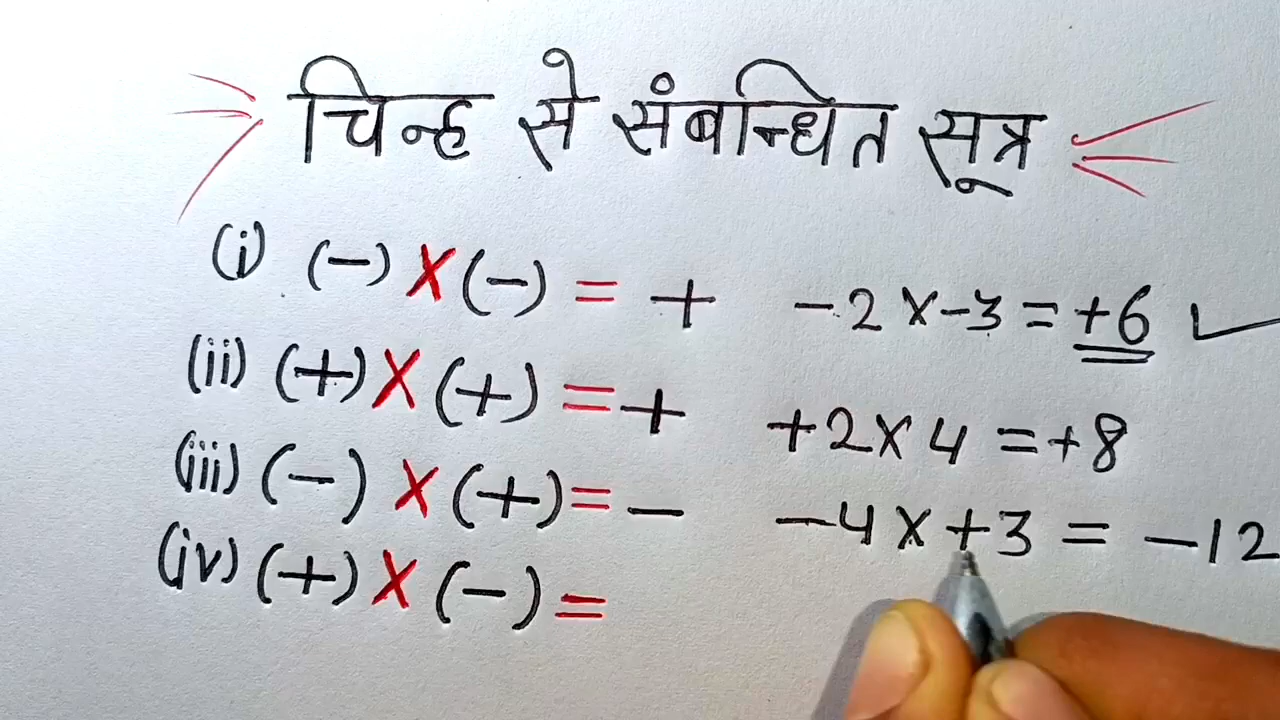 चिन्ह से संबन्धित सूत्र
(i) (-) X (-) = + -2 X -3 = +6
(ii) (+) X (+) = + +2 X 4 = +8
(iii) (-) X (+) = - -4 X +3 = -12
(iv) (+) X (-) =